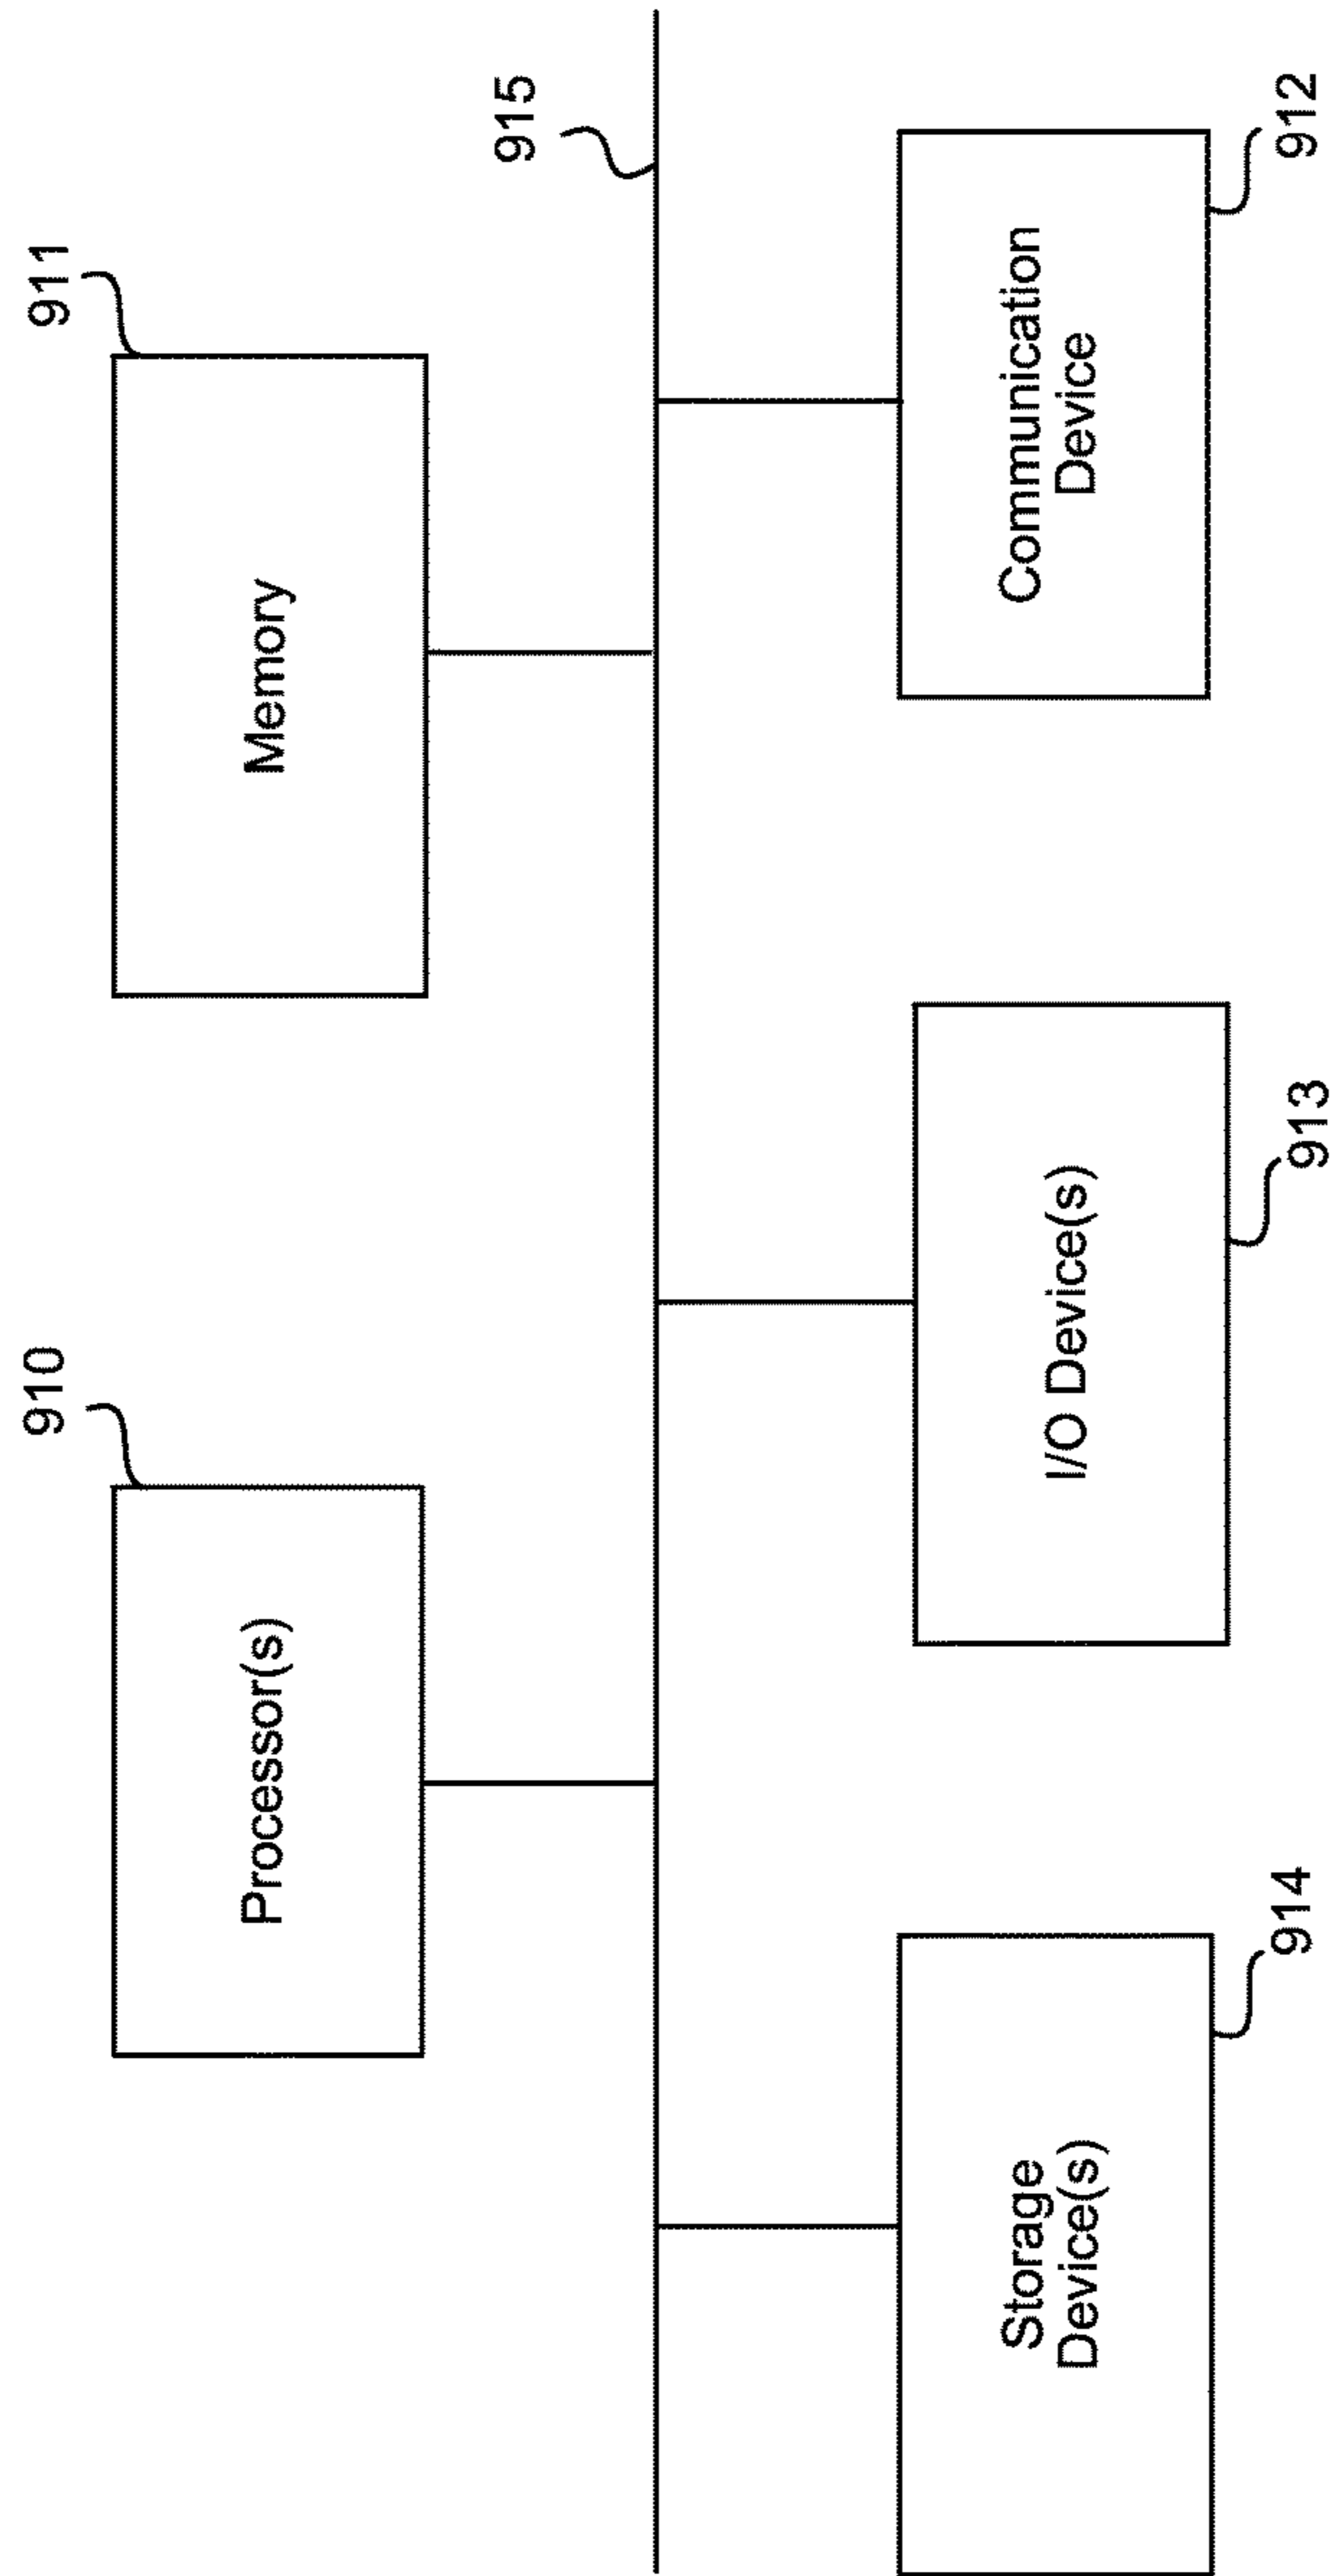 910
911
Processor(s)
Memory
915
Storage
Device(s)
I/O Device(s)
Communication
Device
914
913
912